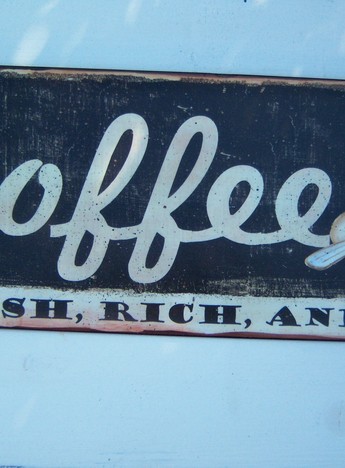 offee
SH, RICH, AN